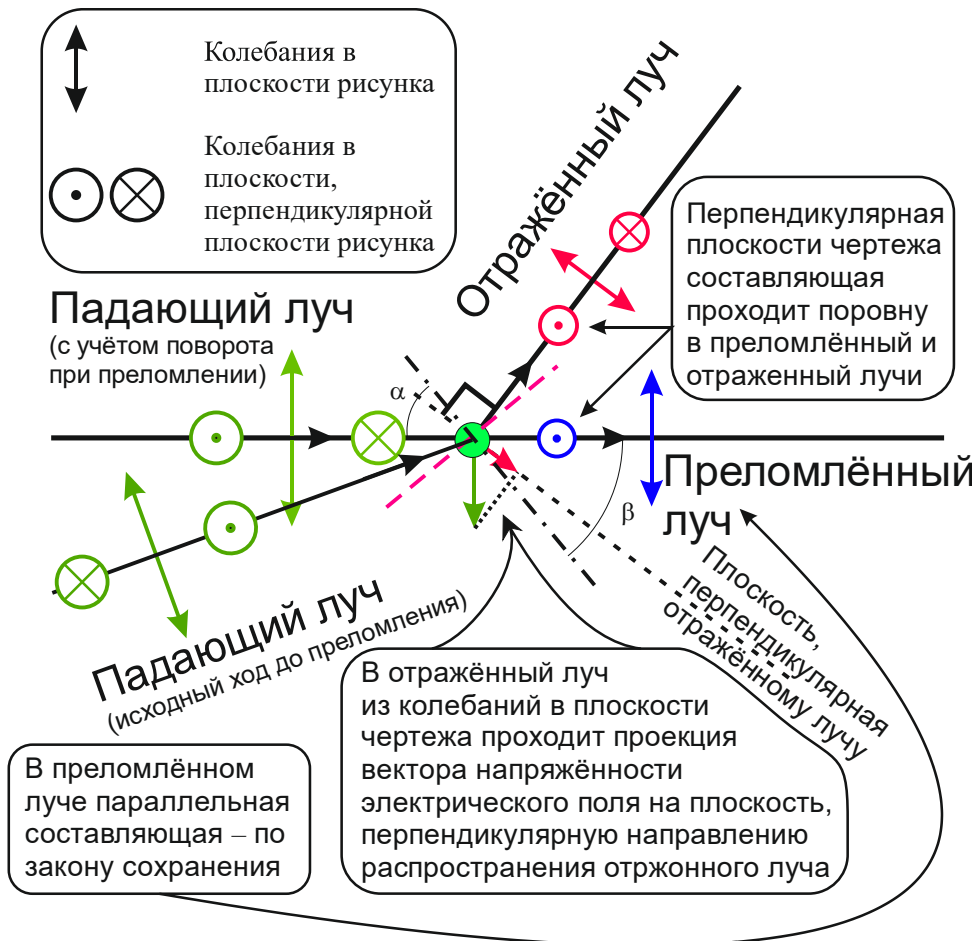 Колебания в
плоскости рисунка
Колебания в
плоскости,
перпендикулярной
плоскости рисунка
Отражённый луч
Перпендикулярная
плоскости чертежа
составляющая
проходит поровну
в преломлённый и
отраженный лучи
Падающий луч
(с учётом поворота
при преломлении)
α
β
Преломлённый
луч
Плоскость,
перпендикулярная
отражённому лучу
Падающий луч
(исходный ход до преломления)
В отражённый луч
из колебаний в плоскости
чертежа проходит проекция
вектора напряжённости
электрического поля на плоскость,
перпендикулярную направлению
распространения отржонного луча
В преломлённом
луче параллельная
составляющая – по
закону сохранения